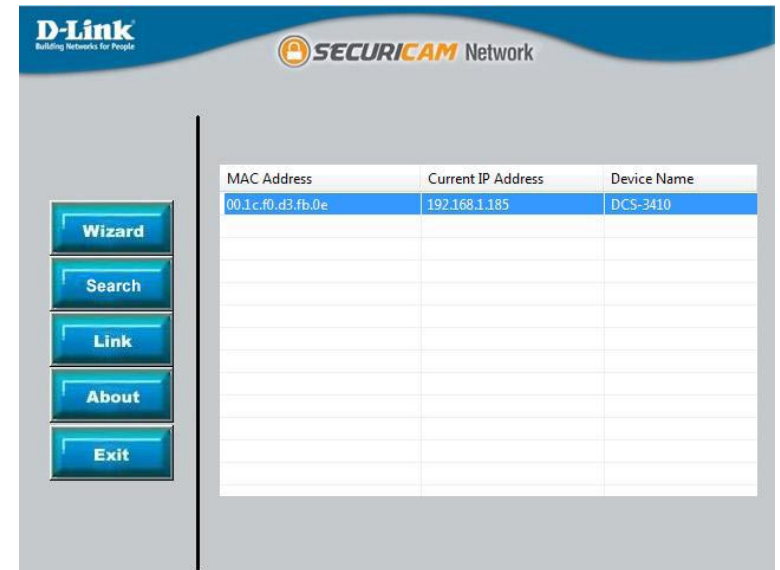 D-Link
Building Networks for People
SECURICAM Network
MAC Address Current IP Address Device Name
00.1c.f0.d3.fb.0e 192.168.1.185 DCS-3410
Wizard
Search
Link
About
Exit